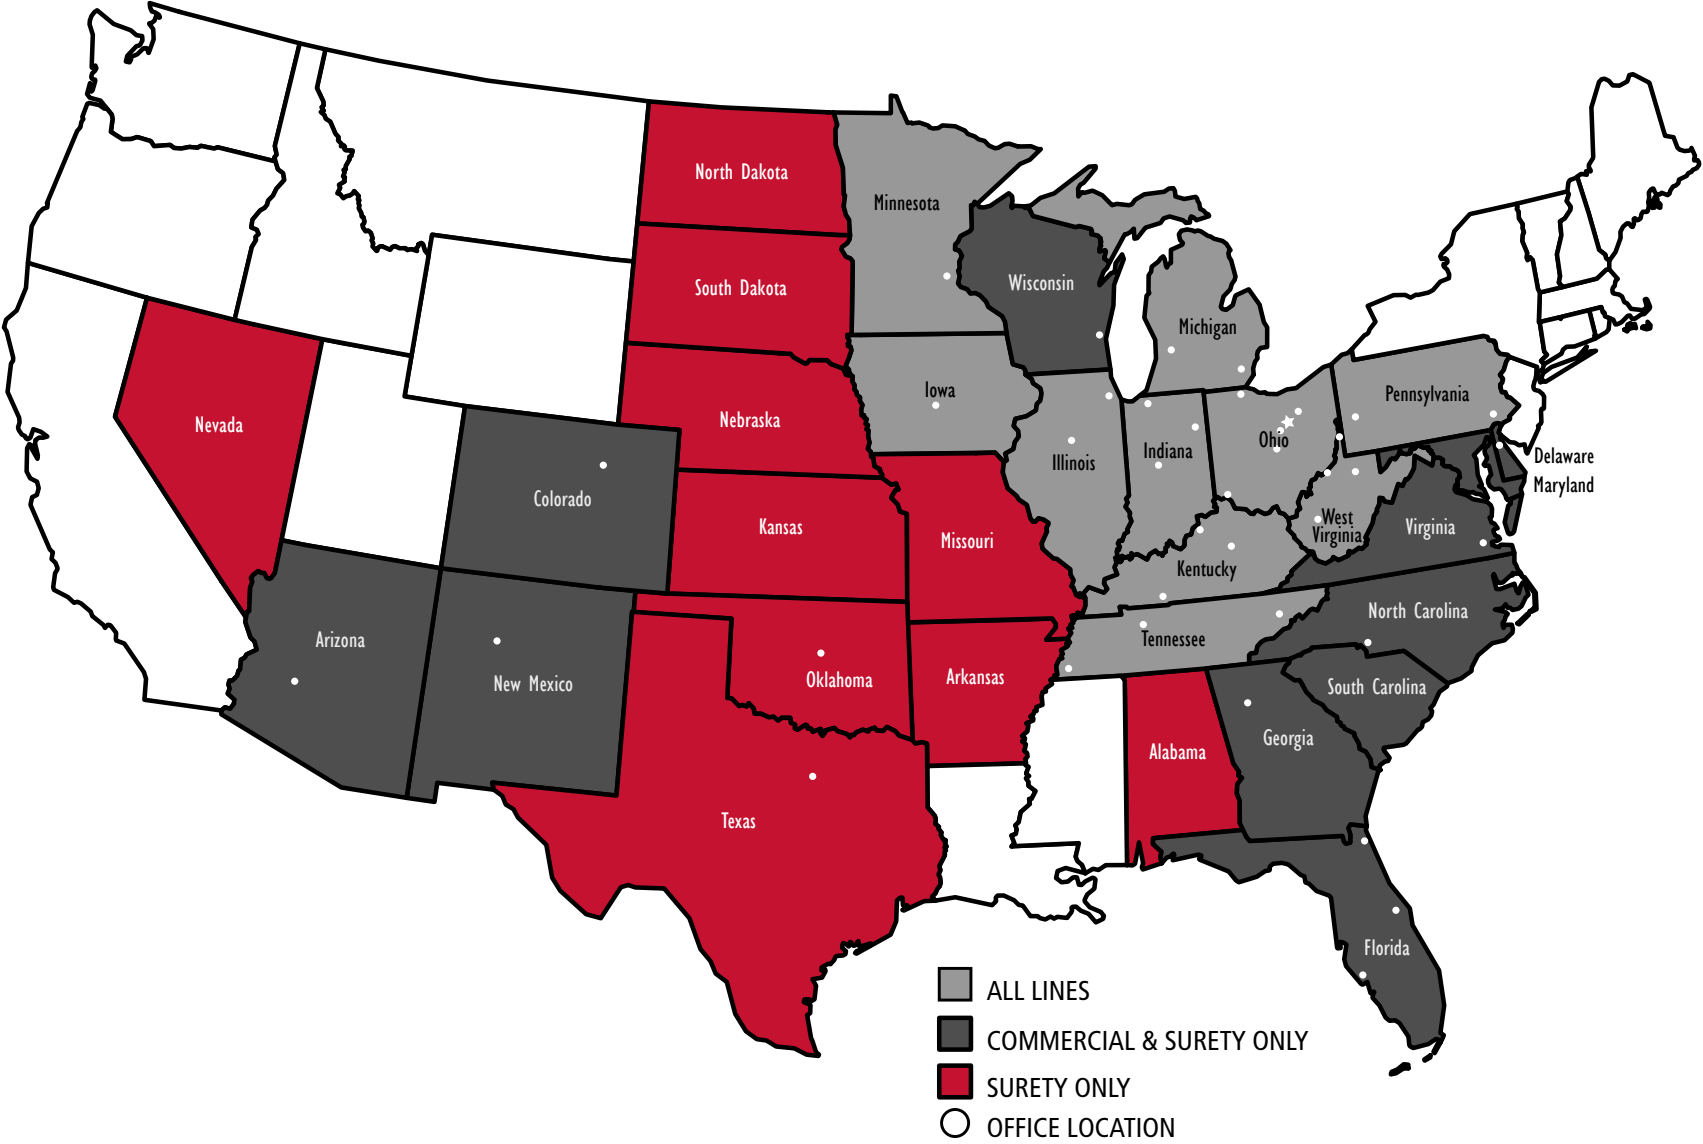 North Dakota
Minnesota
South Dakota
Wisconsin
Michigan
Iowa
Pennsylvania
Nebraska
Nevada
Ohio
Indiana
Illinois
Delaware
Maryland
Colorado
Kansas
Missouri
West
Virginia
Virginia
Kentucky
North Carolina
Arizona
Tennessee
New Mexico
Oklahoma
Arkansas
South Carolina
Georgia
Alabama
Texas
Florida
ALL LINES
COMMERCIAL & SURETY ONLY
SURETY ONLY
OFFICE LOCATION